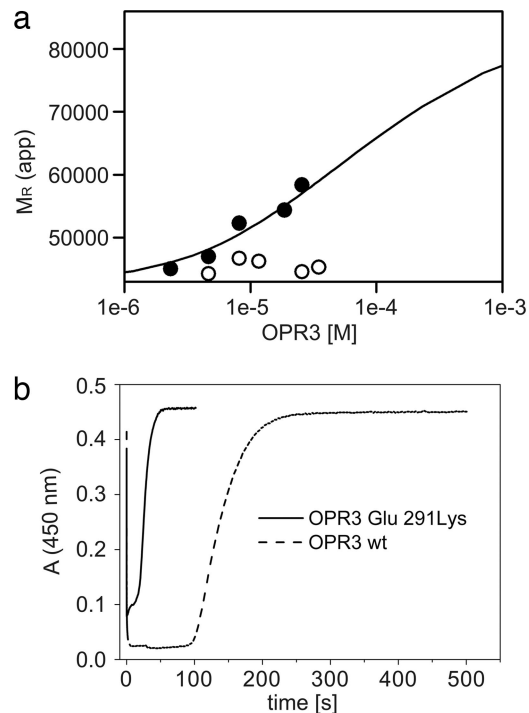 a
80000
70000
60000
50000
MR (app)
1e-6 1e-5 1e-4 1e-3
OPR3 [M]
b
0.5
0.4
0.3
0.2
0.1
0.0
A (450 nm)
OPR3 Glu 291Lys
OPR3 wt
0 100 200 300 400 500
time [s]